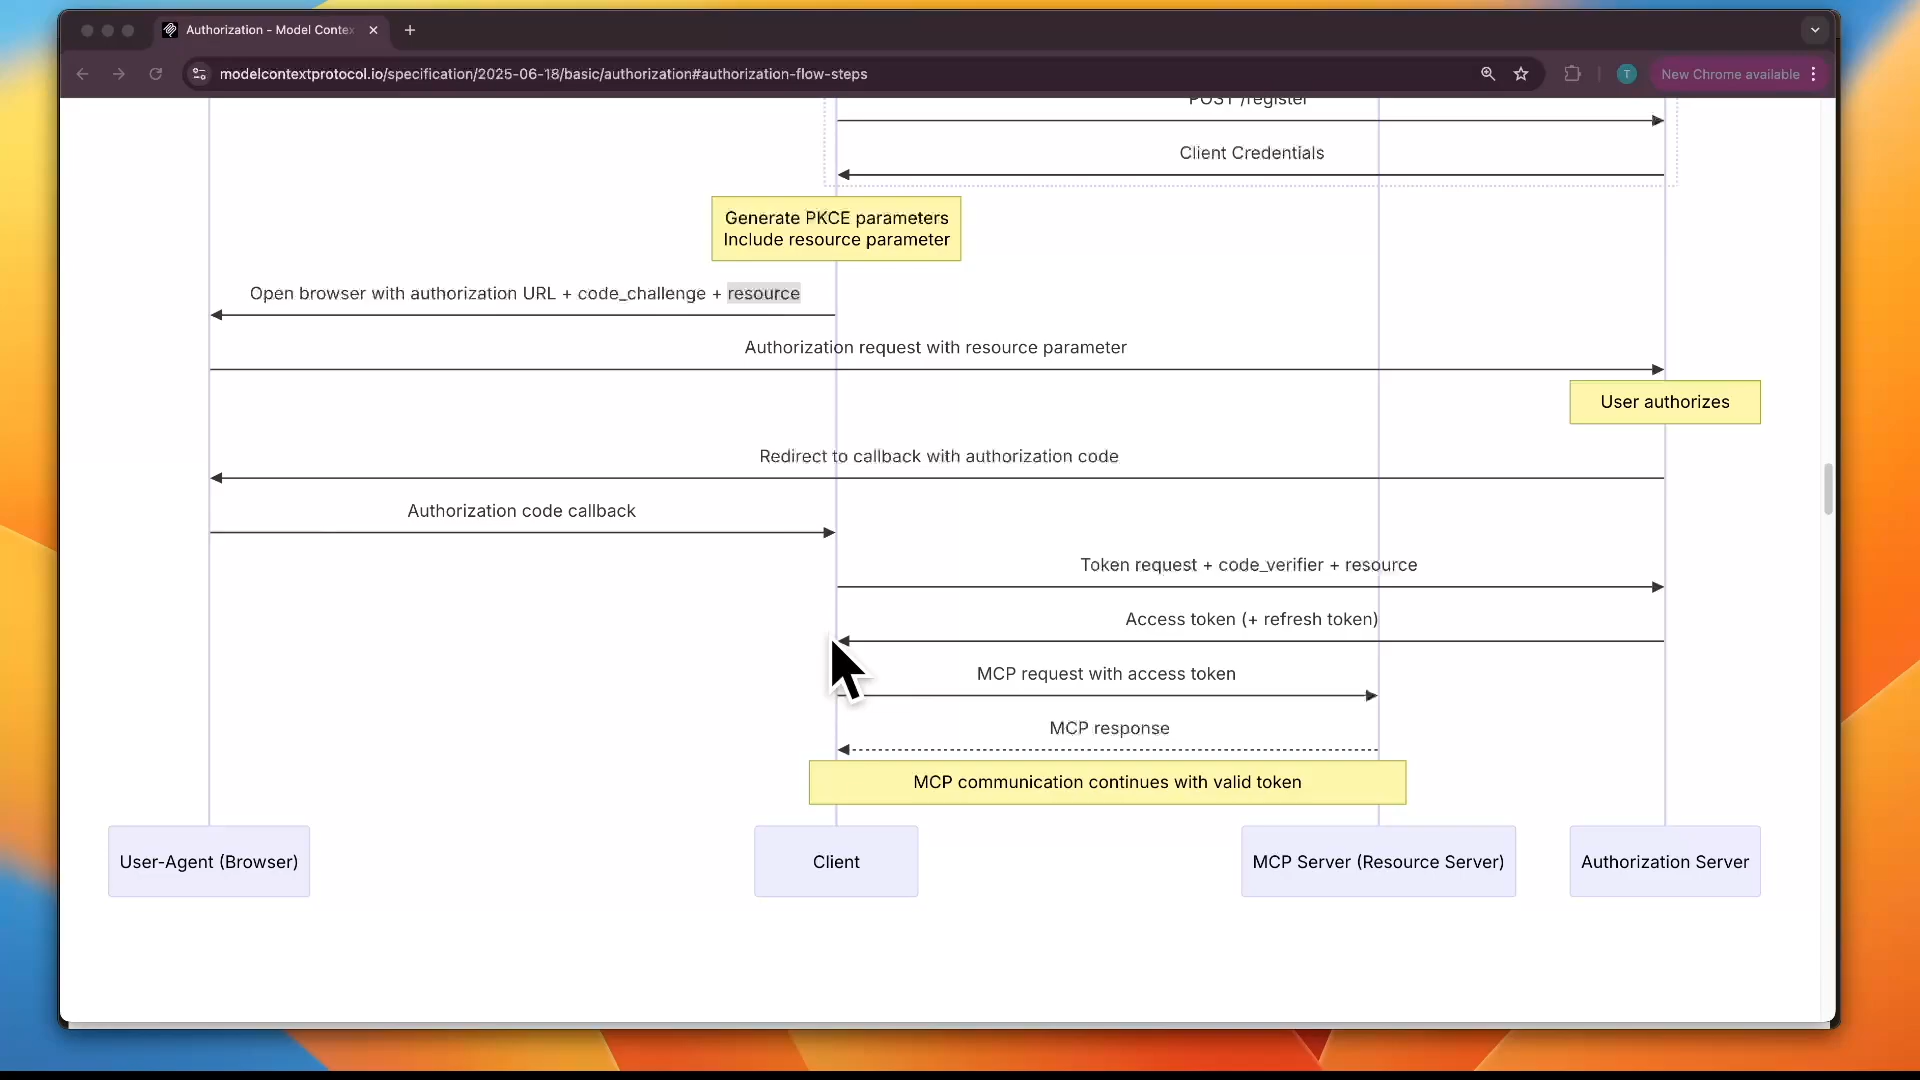 Authorization - Model Contex
modelcontextprotocol.io/specification/2025-06-18/basic/authorization#authorization-flow-steps
T
New Chrome available
POST /register
Client Credentials
Generate PKCE parameters
Include resource parameter
Open browser with authorization URL + code_challenge + resource
Authorization request with resource parameter
User authorizes
Redirect to callback with authorization code
Authorization code callback
Token request + code_verifier + resource
Access token (+ refresh token)
MCP request with access token
MCP response
MCP communication continues with valid token
User-Agent (Browser)
Client
MCP Server (Resource Server)
Authorization Server